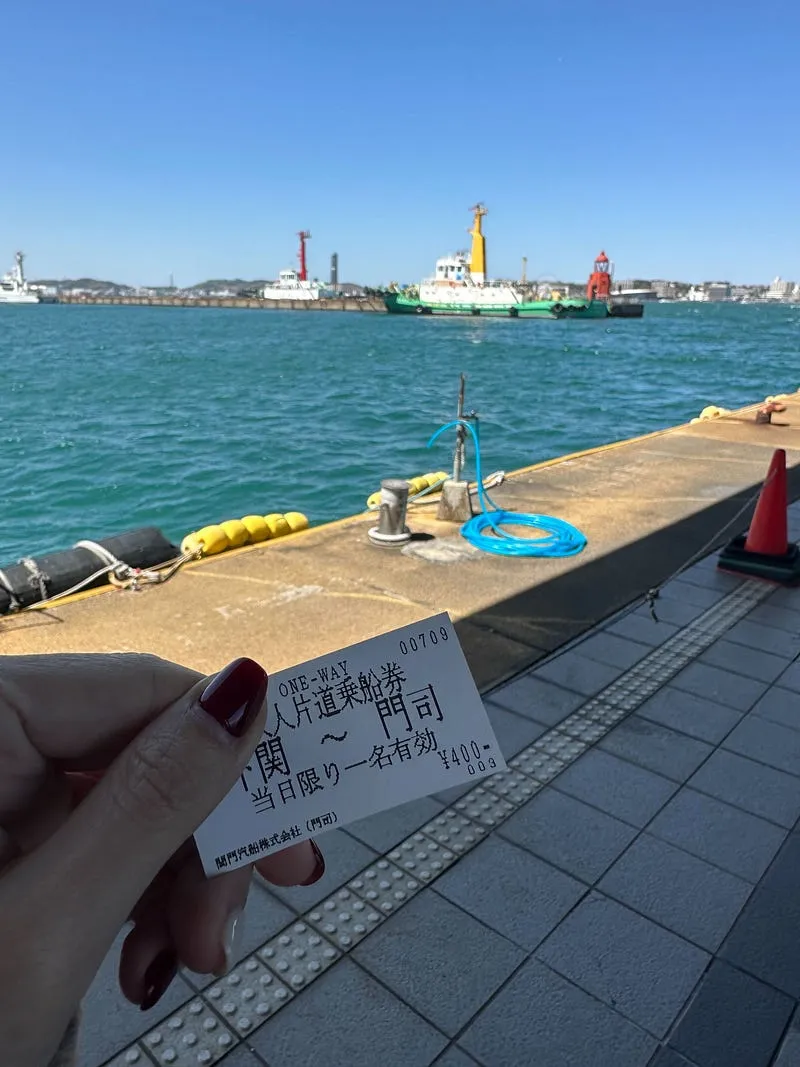 00709
ONE-WAY
人片道乗船券
関 ～ 門司
当日限り一名有効
¥400-
003
関門汽船株式会社(門司)